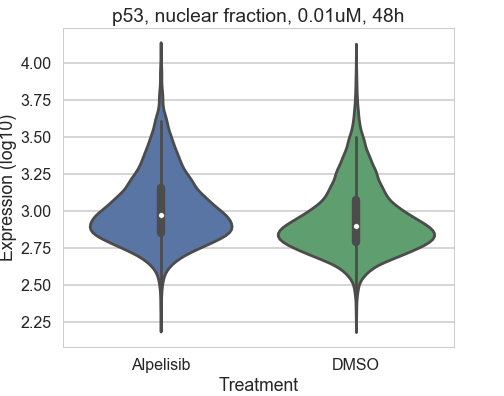 p53, nuclear fraction, 0.01uM, 48h
Expression (log10)
4.00
3.75
3.50
3.25
3.00
2.75
2.50
2.25
Alpelisib
DMSO
Treatment